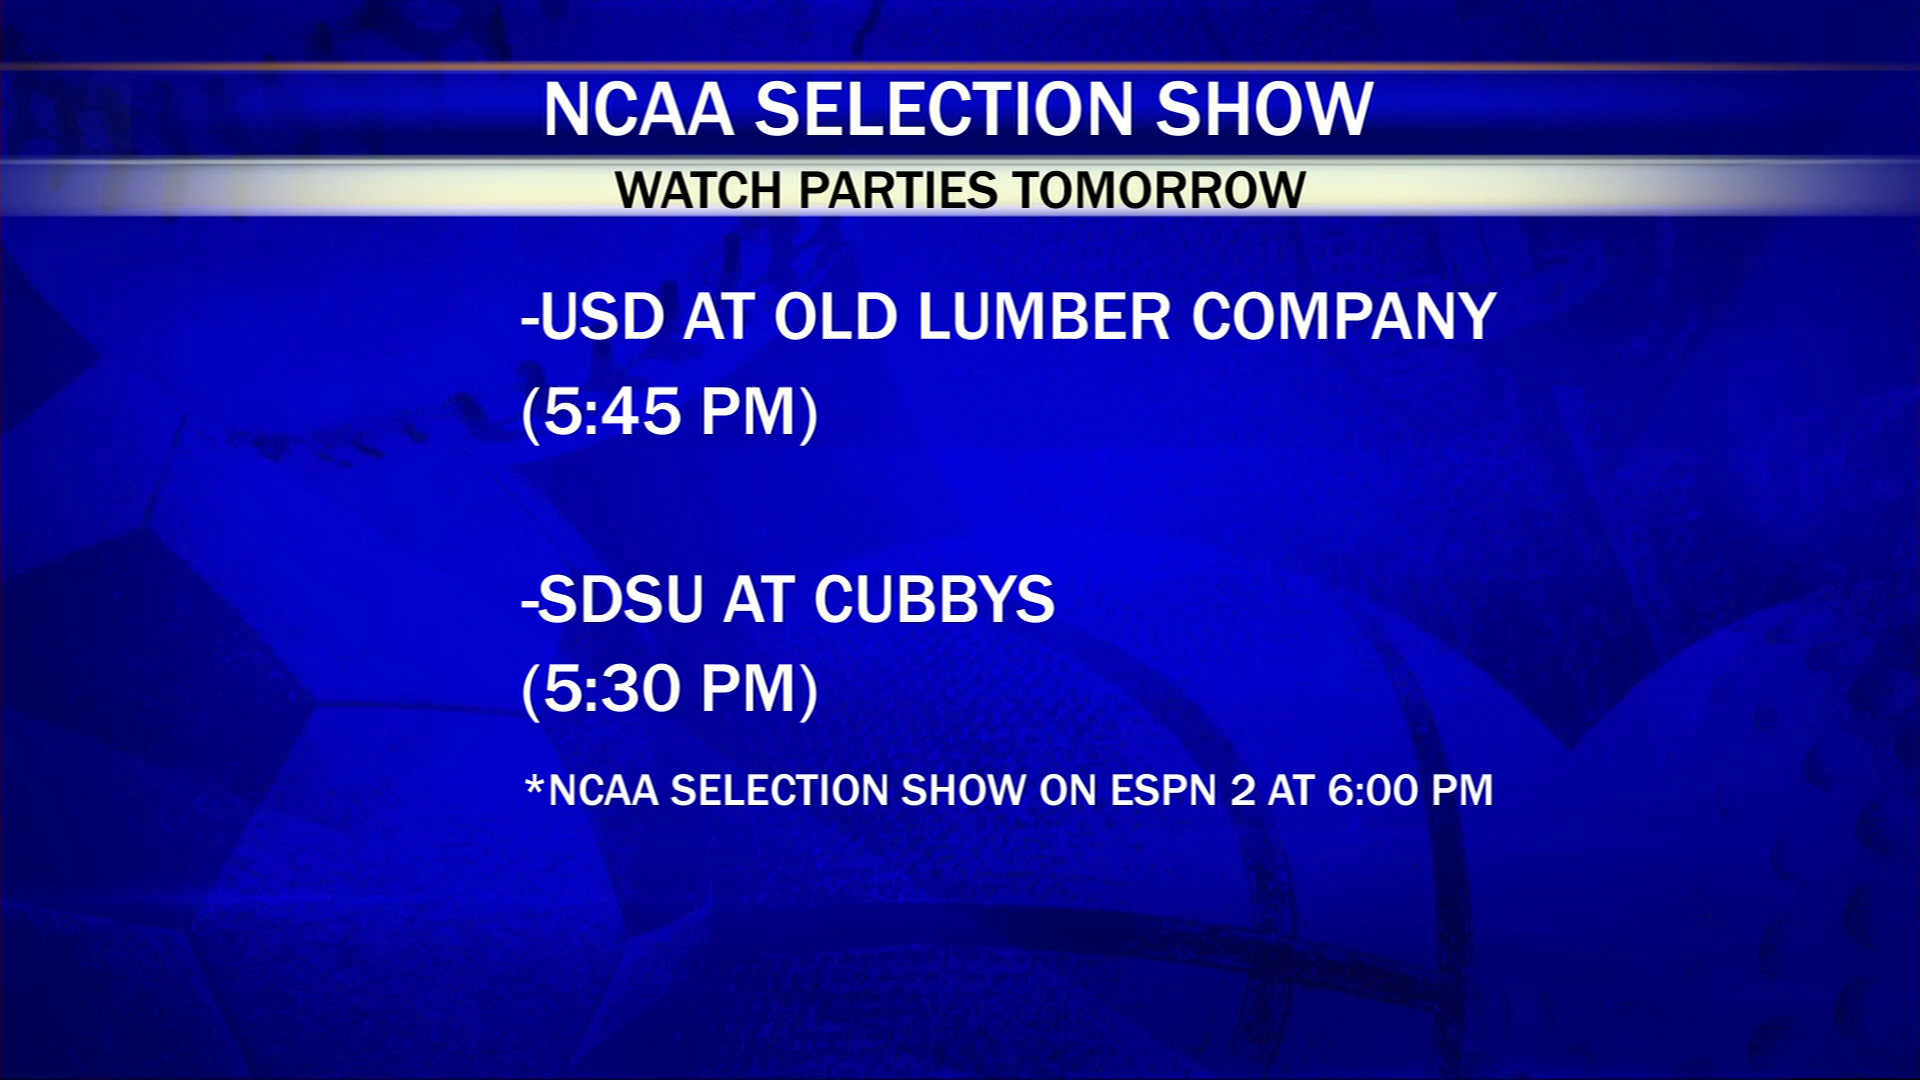 NCAA SELECTION SHOW
WATCH PARTIES TOMORROW
-USD AT OLD LUMBER COMPANY
(5:45 PM)
-SDSU AT CUBBYS
(5:30 PM)
*NCAA SELECTION SHOW ON ESPN 2 AT 6:00 PM